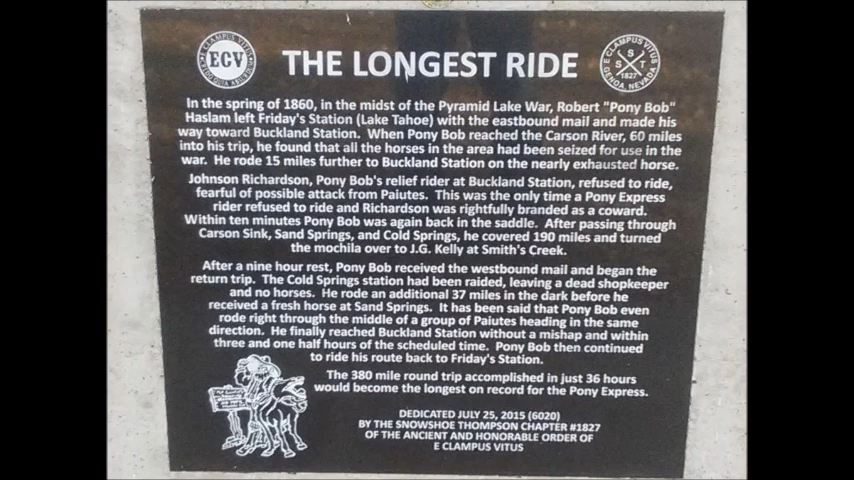 E CLAMPUS VITUS
ECV
THE LONGEST RIDE
E CLAMPUS VITUS
SST
1827
GENOA, NEVADA
In the spring of 1860, in the midst of the Pyramid Lake War, Robert "Pony Bob"
Haslam left Friday's Station (Lake Tahoe) with the eastbound mail and made his
way toward Buckland Station. When Pony Bob reached the Carson River, 60 miles
into his trip, he found that all the horses in the area had been seized for use in the
war. He rode 15 miles further to Buckland Station on the nearly exhausted horse.
Johnson Richardson, Pony Bob's relief rider at Buckland Station, refused to ride,
fearful of possible attack from Paiutes. This was the only time a Pony Express
rider refused to ride and Richardson was rightfully branded as a coward.
Within ten minutes Pony Bob was again back in the saddle. After passing through
Carson Sink, Sand Springs, and Cold Springs, he covered 190 miles and turned
the mochila over to J.G. Kelly at Smith's Creek.
After a nine hour rest, Pony Bob received the westbound mail and began the
return trip. The Cold Springs station had been raided, leaving a dead shopkeeper
and no horses. He rode an additional 37 miles in the dark before he
received a fresh horse at Sand Springs. It has been said that Pony Bob even
rode right through the middle of a group of Paiutes heading in the same
direction. He finally reached Buckland Station without a mishap and within
three and one half hours of the scheduled time. Pony Bob then continued
to ride his route back to Friday's Station.
The 380 mile round trip accomplished in just 36 hours
would become the longest on record for the Pony Express.
DEDICATED JULY 25, 2015 (6020)
BY THE SNOWSHOE THOMPSON CHAPTER #1827
OF THE ANCIENT AND HONORABLE ORDER OF
E CLAMPUS VITUS